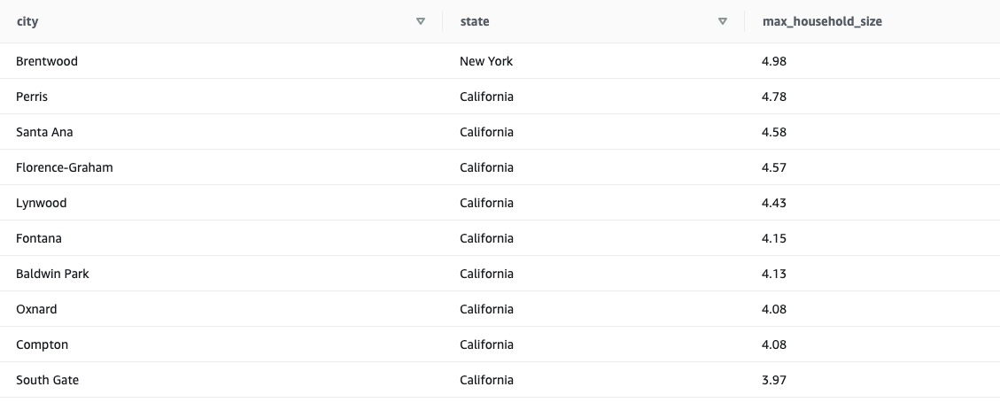 city state max_household_size
Brentwood New York 4.98
Perris California 4.78
Santa Ana California 4.58
Florence-Graham California 4.57
Lynwood California 4.43
Fontana California 4.15
Baldwin Park California 4.13
Oxnard California 4.08
Compton California 4.08
South Gate California 3.97